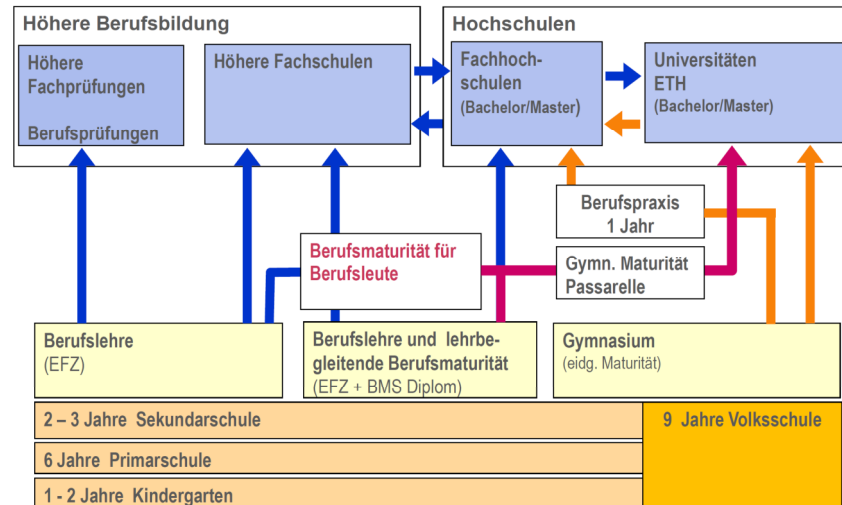 Höhere Berufsbildung
Hochschulen
Höhere
Fachprüfungen
Berufsprüfungen
Höhere Fachschulen
Fachhoch-
schulen
(Bachelor/Master)
Universitäten
ETH
(Bachelor/Master)
Berufspraxis
1 Jahr
Berufsmaturität für
Berufsleute
Gymn. Maturität
Passarelle
Berufslehre
(EFZ)
Berufslehre und lehrbe-
gleitende Berufsmaturität
(EFZ + BMS Diplom)
Gymnasium
(eidg. Maturität)
2 – 3 Jahre Sekundarschule
9 Jahre Volksschule
6 Jahre Primarschule
1 - 2 Jahre Kindergarten